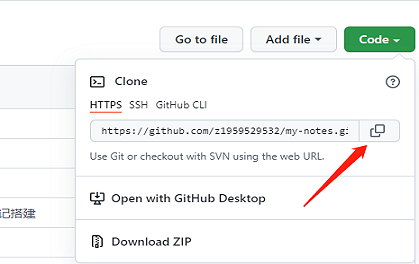 Go to file
Add file
Code
Clone
HTTPS SSH GitHub CLI
https://github.com/z1959529532/my-notes.gi
Use Git or checkout with SVN using the web URL.
Open with GitHub Desktop
记搭建
Download ZIP